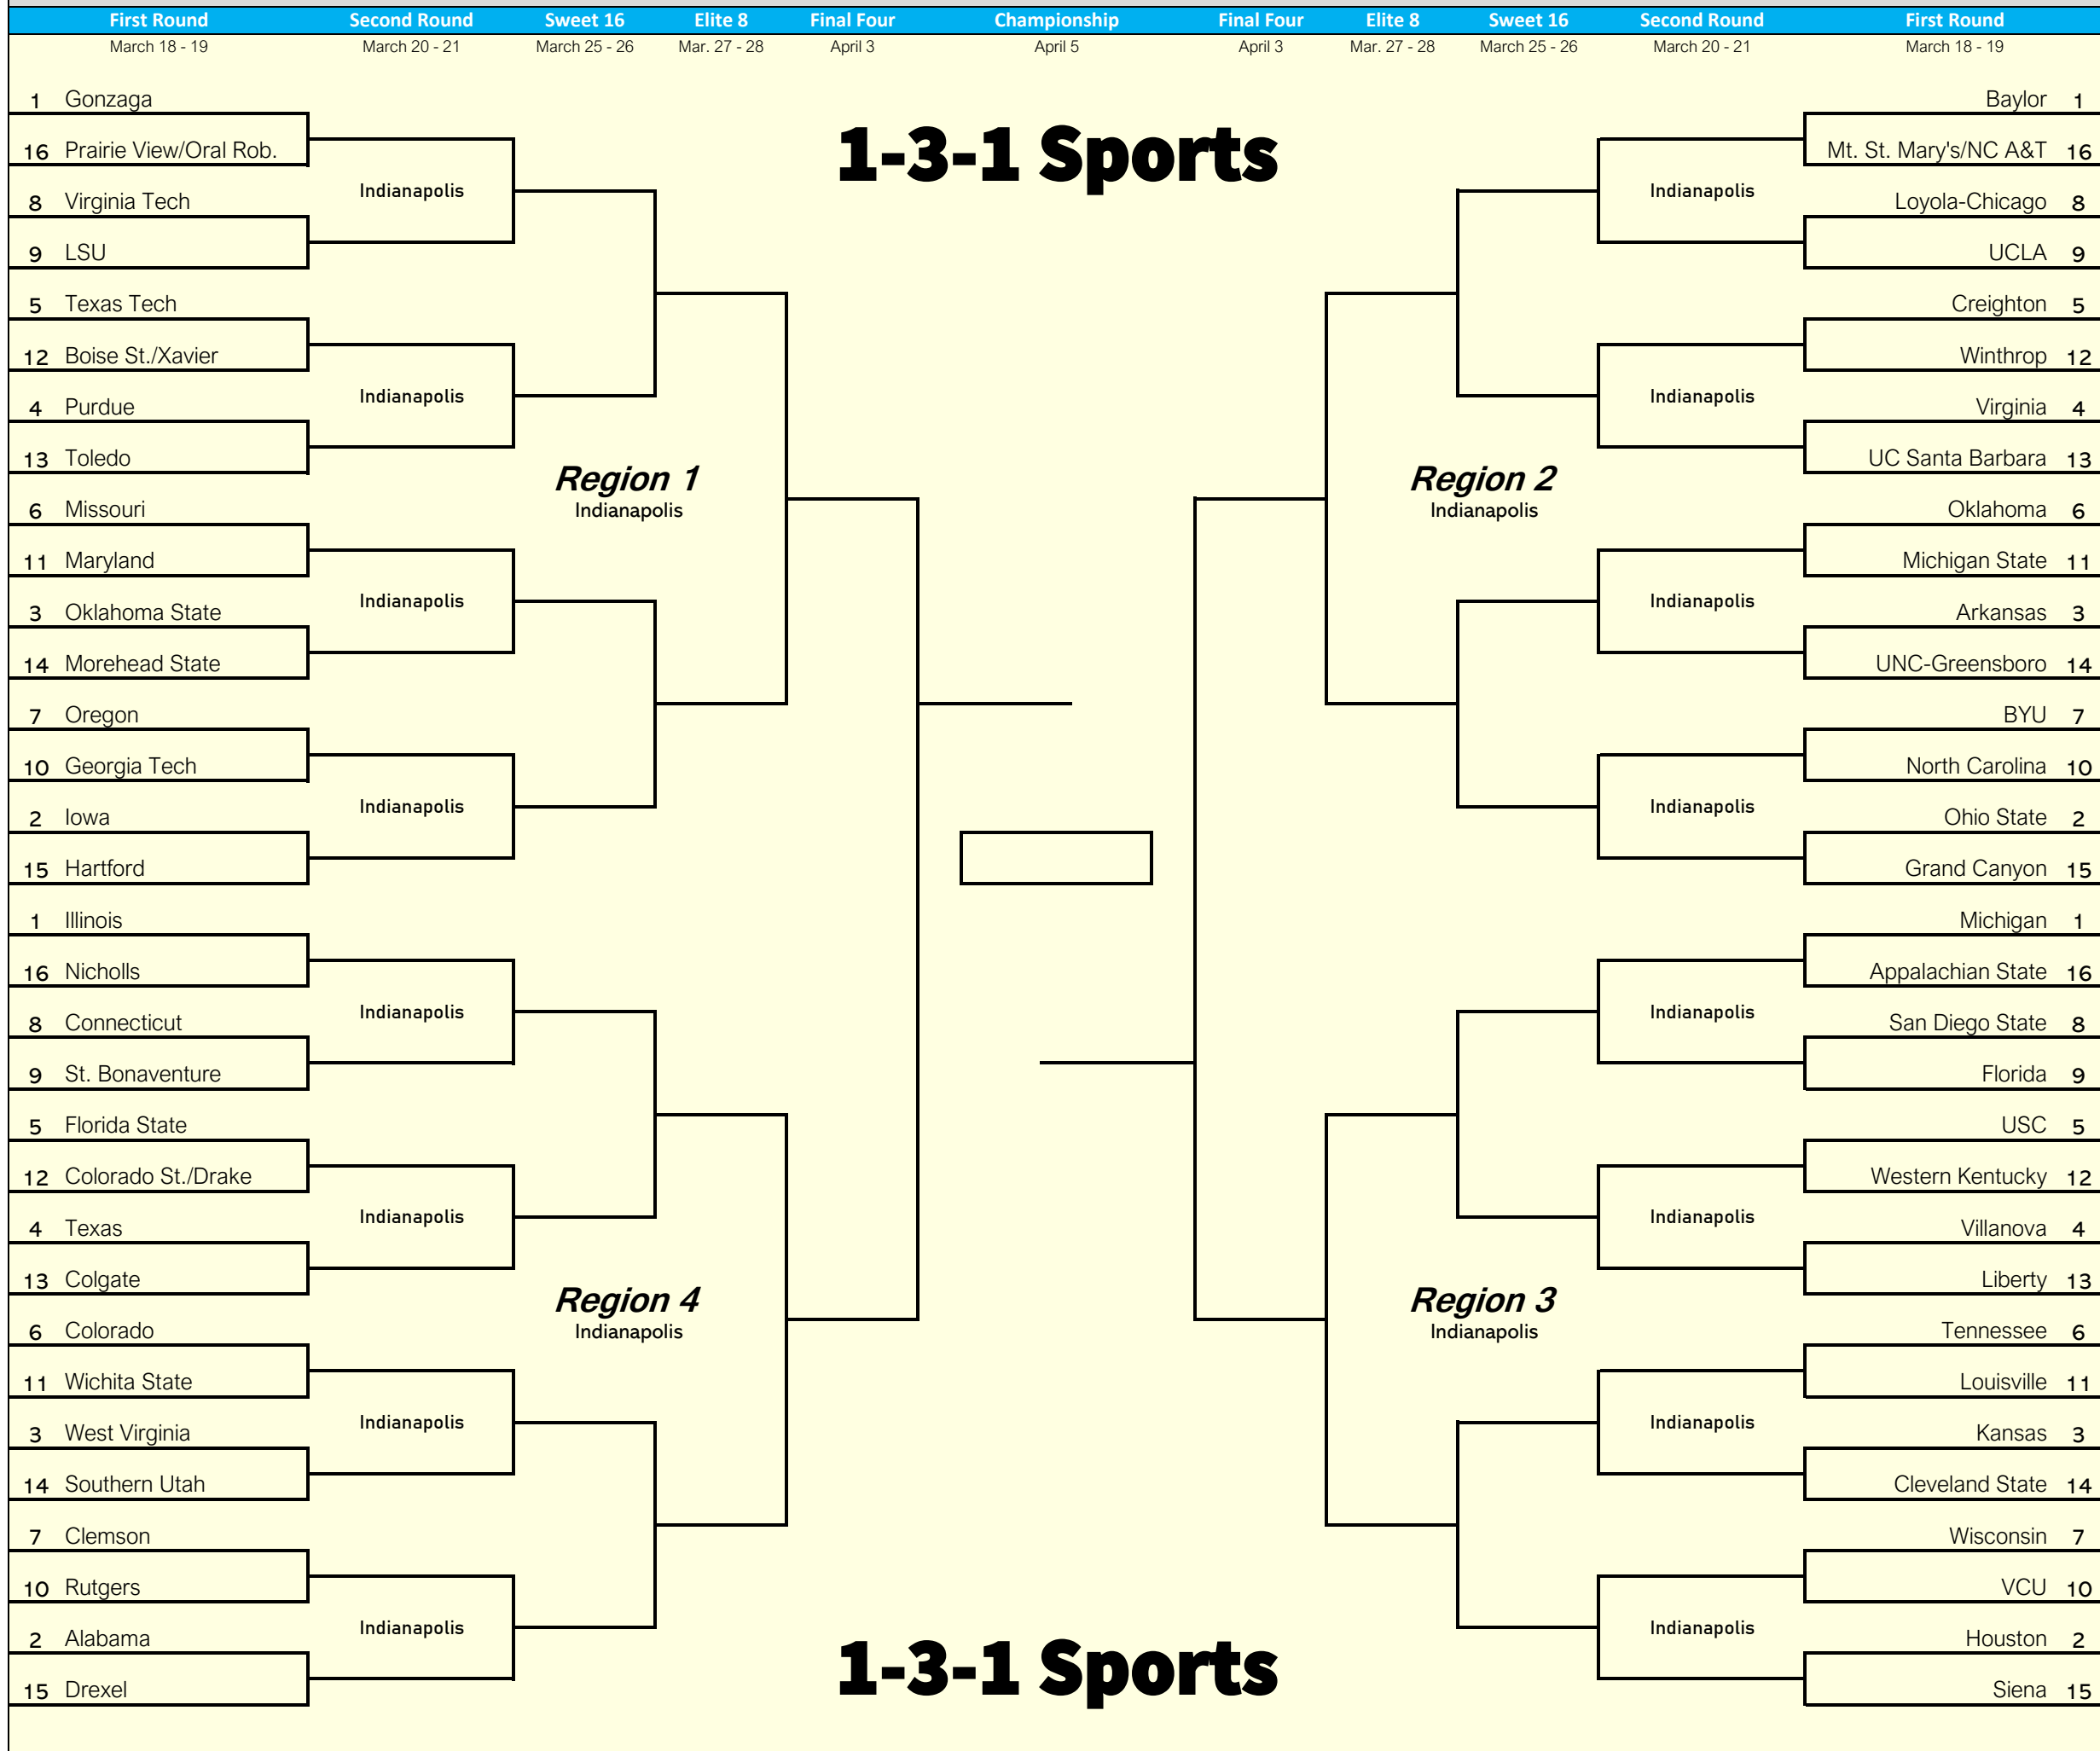 First Round Second Round Sweet 16 Elite 8 Final Four Championship Final Four Elite 8 Sweet 16 Second Round First Round
March 18 - 19 March 20 - 21 March 25 - 26 Mar. 27 - 28 April 3 April 5 April 3 Mar. 27 - 28 March 25 - 26 March 20 - 21 March 18 - 19
1-3-1 Sports
1 Gonzaga
16 Prairie View/Oral Rob.
Indianapolis
8 Virginia Tech
9 LSU
5 Texas Tech
12 Boise St./Xavier
Indianapolis
4 Purdue
13 Toledo
Region 1
Indianapolis
6 Missouri
11 Maryland
Indianapolis
3 Oklahoma State
14 Morehead State
7 Oregon
10 Georgia Tech
Indianapolis
2 Iowa
15 Hartford
1 Illinois
16 Nicholls
Indianapolis
8 Connecticut
9 St. Bonaventure
5 Florida State
12 Colorado St./Drake
Indianapolis
4 Texas
13 Colgate
Region 4
Indianapolis
6 Colorado
11 Wichita State
Indianapolis
3 West Virginia
14 Southern Utah
7 Clemson
10 Rutgers
Indianapolis
2 Alabama
15 Drexel
Baylor 1
Mt. St. Mary's/NC A&T 16
Indianapolis
Loyola-Chicago 8
UCLA 9
Creighton 5
Winthrop 12
Indianapolis
Virginia 4
UC Santa Barbara 13
Region 2
Indianapolis
Oklahoma 6
Michigan State 11
Indianapolis
Arkansas 3
UNC-Greensboro 14
BYU 7
North Carolina 10
Indianapolis
Ohio State 2
Grand Canyon 15
Michigan 1
Appalachian State 16
Indianapolis
San Diego State 8
Florida 9
USC 5
Western Kentucky 12
Indianapolis
Villanova 4
Liberty 13
Region 3
Indianapolis
Tennessee 6
Louisville 11
Indianapolis
Kansas 3
Cleveland State 14
Wisconsin 7
VCU 10
Indianapolis
Houston 2
Siena 15
1-3-1 Sports